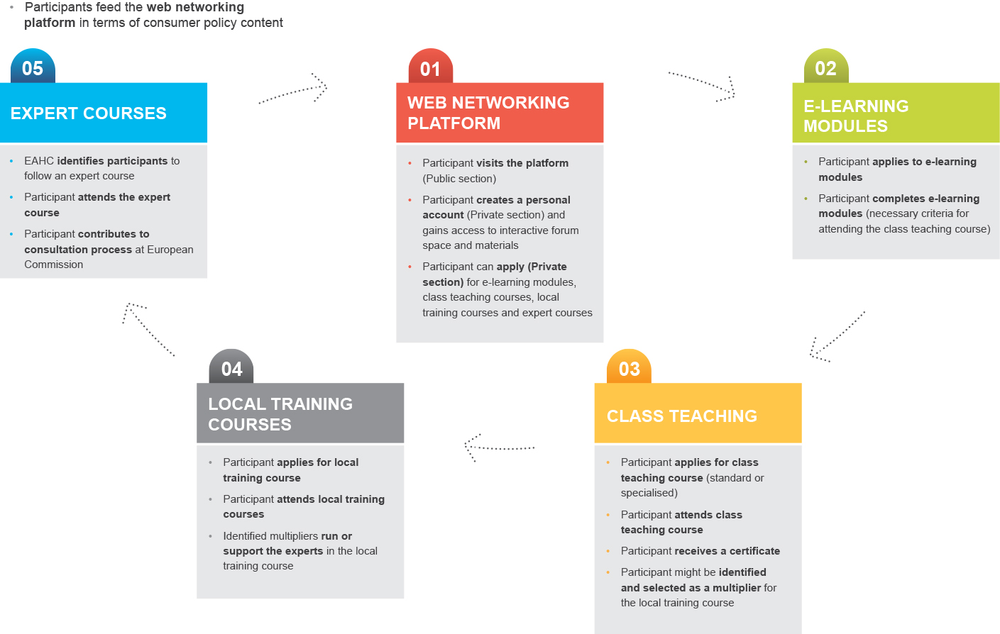 • Participants feed the web networking
platform in terms of consumer policy content
05
EXPERT COURSES
• EAHC identifies participants to
follow an expert course
• Participant attends the expert
course
• Participant contributes to
consultation process at European
Commission
01
WEB NETWORKING
PLATFORM
• Participant visits the platform
(Public section)
• Participant creates a personal
account (Private section) and
gains access to interactive forum
space and materials
• Participant can apply (Private
section) for e-learning modules,
class teaching courses, local
training courses and expert courses
02
E-LEARNING
MODULES
• Participant applies to e-learning
modules
• Participant completes e-learning
modules (necessary criteria for
attending the class teaching course)
04
LOCAL TRAINING
COURSES
• Participant applies for local
training course
• Participant attends local training
courses
• Identified multipliers run or
support the experts in the local
training course
03
CLASS TEACHING
• Participant applies for class
teaching course (standard or
specialised)
• Participant attends class
teaching course
• Participant receives a certificate
• Participant might be identified
and selected as a multiplier for
the local training course